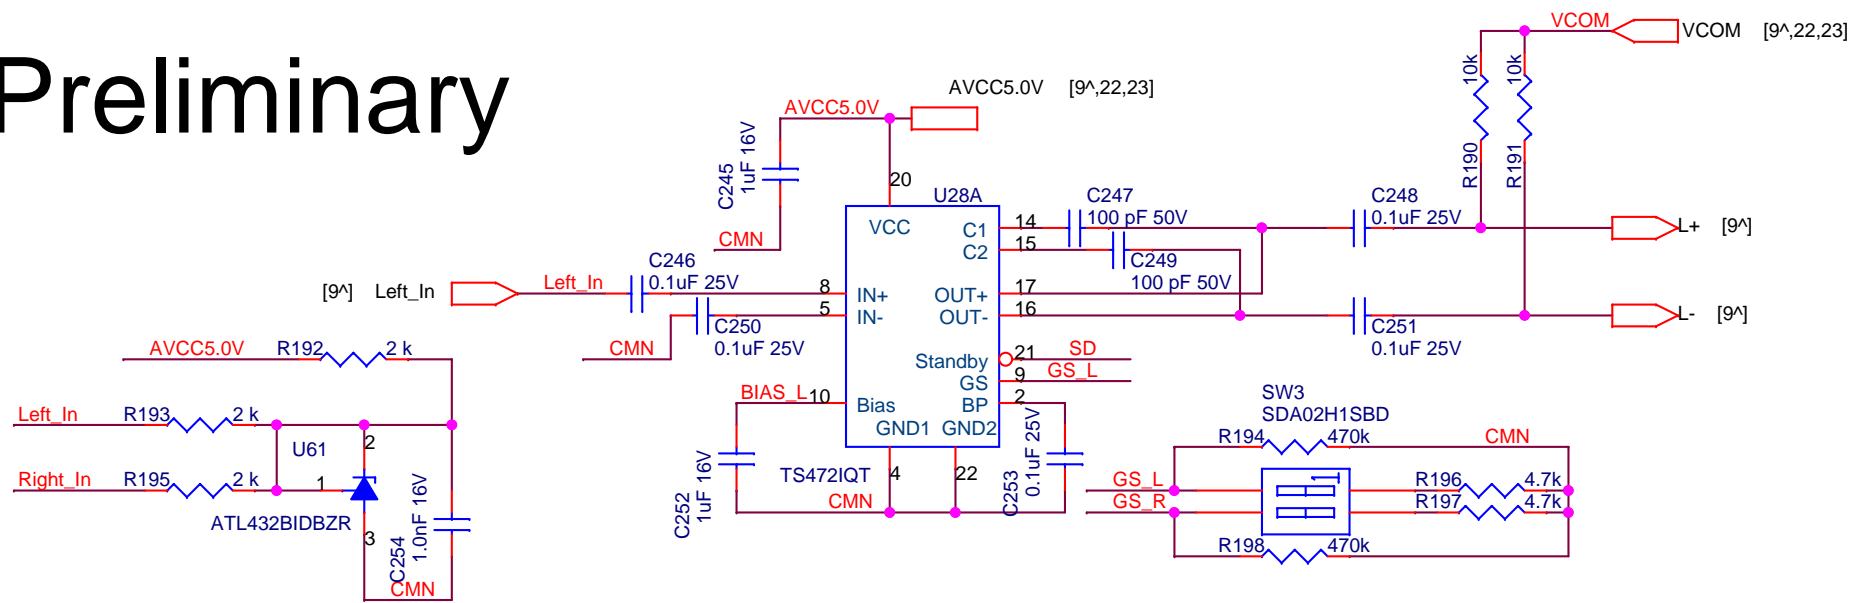 Preliminary
VCOM
VCOM [9^,22,23]
10k
10k
R190
R191
AVCC5.0V [9^,22,23]
AVCC5.0V
C245
1uF 16V
CMN
20
U28A
VCC
C1
C2
14
15
C247
100 pF 50V
C249
100 pF 50V
C248
0.1uF 25V
L+ [9^]
[9^] Left_In
Left_In
C246
0.1uF 25V
8
IN+
OUT+
17
5
IN-
OUT-
16
C250
0.1uF 25V
CMN
C251
0.1uF 25V
L- [9^]
Standby
21
SD
GS
9
GS_L
BIAS_L
10
Bias
BP
2
GND1
GND2
TS472IQT
4
22
C252
1uF 16V
CMN
C253
0.1uF 25V
AVCC5.0V
R192
2 k
Left_In
R193
2 k
2
U61
Right_In
R195
2 k
1
ATL432BIDBZR
3
C254
1.0nF 16V
CMN
SW3
SDA02H1SBD
R194
470k
CMN
GS_L
1
R196
4.7k
GS_R
R197
4.7k
R198
470k